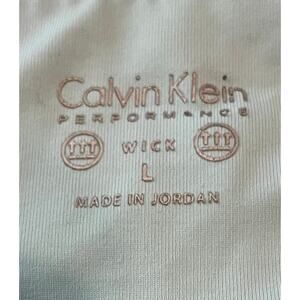 Calvin Klein
PERFORMANCE
WICK
L
MADE IN JORDAN